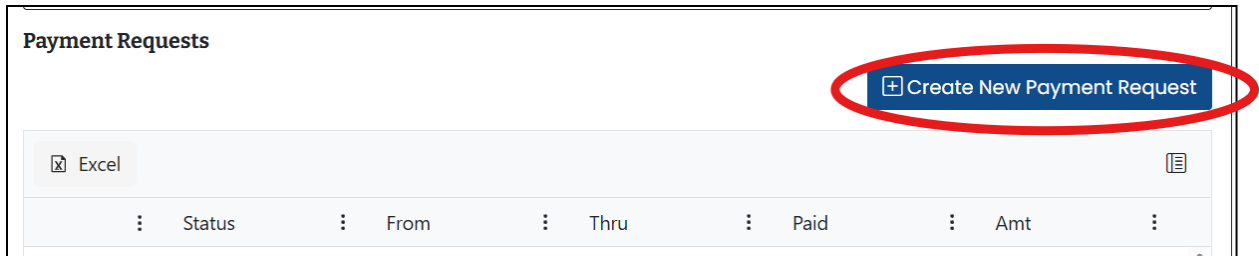 Payment Requests
Create New Payment Request
Excel
Status From Thru Paid Amt